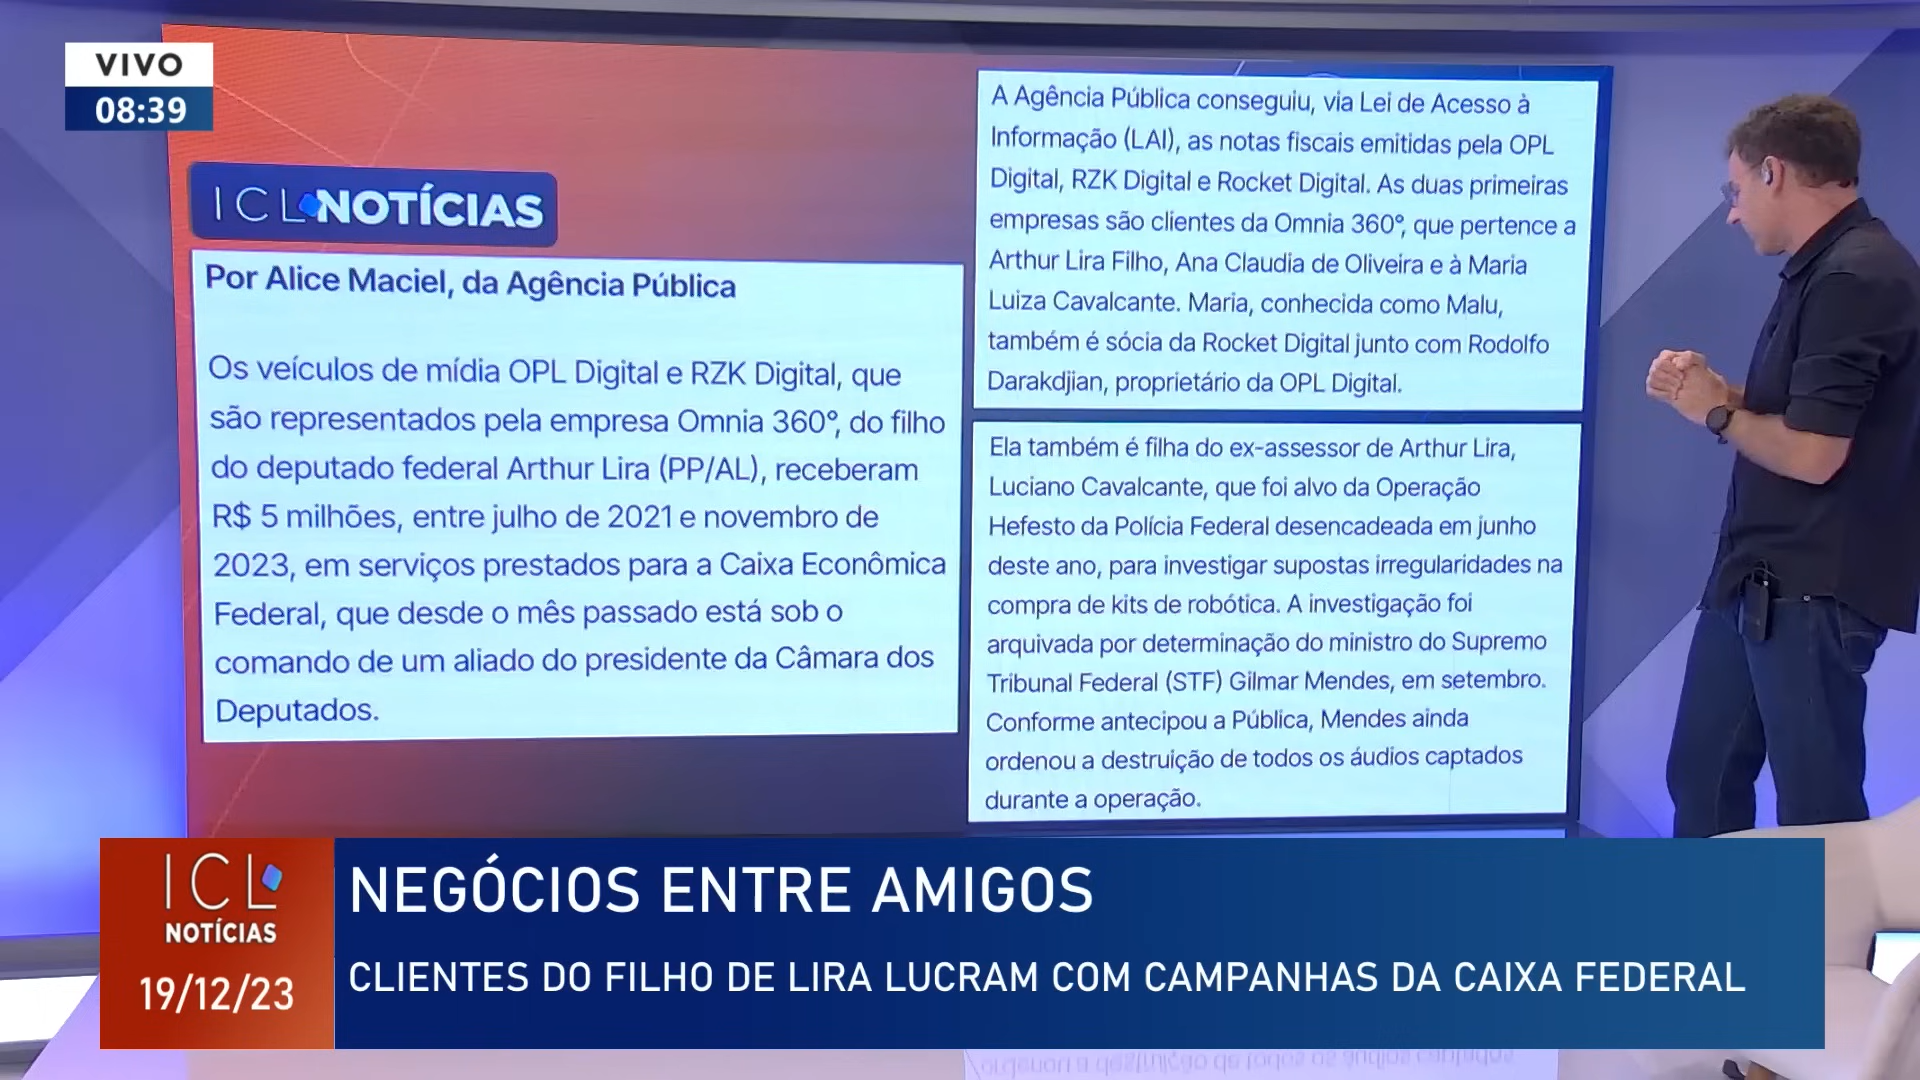 VIVO
08:39
ICL NOTÍCIAS
Por Alice Maciel, da Agência Pública
Os veículos de mídia OPL Digital e RZK Digital, que
são representados pela empresa Omnia 360º, do filho
do deputado federal Arthur Lira (PP/AL), receberam
R$ 5 milhões, entre julho de 2021 e novembro de
2023, em serviços prestados para a Caixa Econômica
Federal, que desde o mês passado está sob o
comando de um aliado do presidente da Câmara dos
Deputados.
A Agência Pública conseguiu, via Lei de Acesso à
Informação (LAI), as notas fiscais emitidas pela OPL
Digital, RZK Digital e Rocket Digital. As duas primeiras
empresas são clientes da Omnia 360º, que pertence a
Arthur Lira Filho, Ana Claudia de Oliveira e à Maria
Luiza Cavalcante. Maria, conhecida como Malu,
também é sócia da Rocket Digital junto com Rodolfo
Darakdjian, proprietário da OPL Digital.
Ela também é filha do ex-assessor de Arthur Lira,
Luciano Cavalcante, que foi alvo da Operação
Hefesto da Polícia Federal desencadeada em junho
deste ano, para investigar supostas irregularidades na
compra de kits de robótica. A investigação foi
arquivada por determinação do ministro do Supremo
Tribunal Federal (STF) Gilmar Mendes, em setembro.
Conforme antecipou a Pública, Mendes ainda
ordenou a destruição de todos os áudios captados
durante a operação.
ICL
NOTÍCIAS
19/12/23
NEGÓCIOS ENTRE AMIGOS
CLIENTES DO FILHO DE LIRA LUCRAM COM CAMPANHAS DA CAIXA FEDERAL